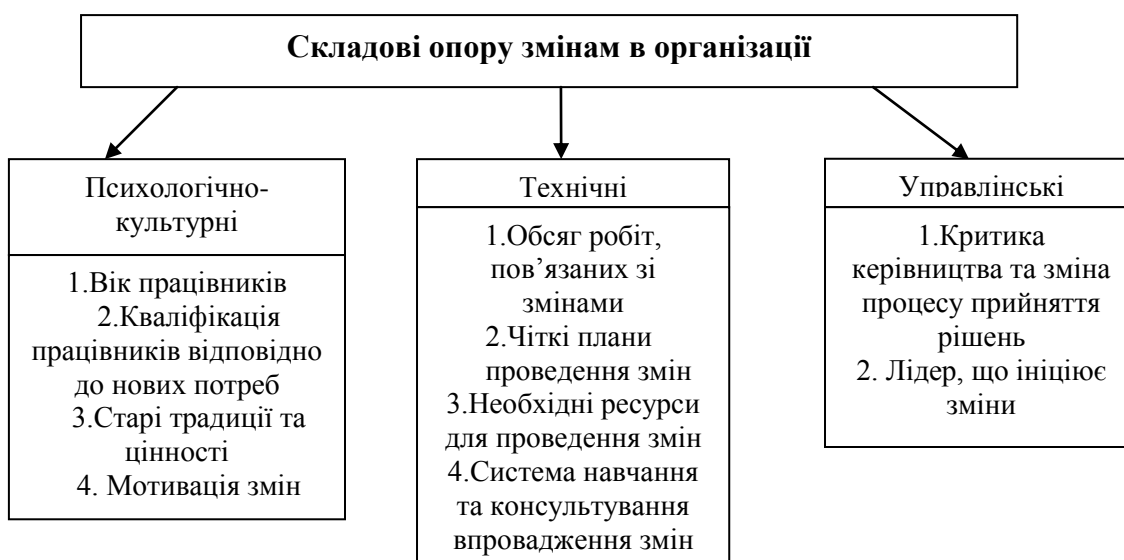 Складові опору змінам в організації
Психологічно-
культурні
1.Вік працівників
2.Кваліфікація
працівників відповідно
до нових потреб
3.Старі традиції та
цінності
4. Мотивація змін
Технічні
1.Обсяг робіт,
пов’язаних зі
змінами
2.Чіткі плани
проведення змін
3.Необхідні ресурси
для проведення змін
4.Система навчання
та консультування
впровадження змін
Управлінські
1.Критика
керівництва та зміна
процесу прийняття
рішень
2. Лідер, що ініціює
зміни